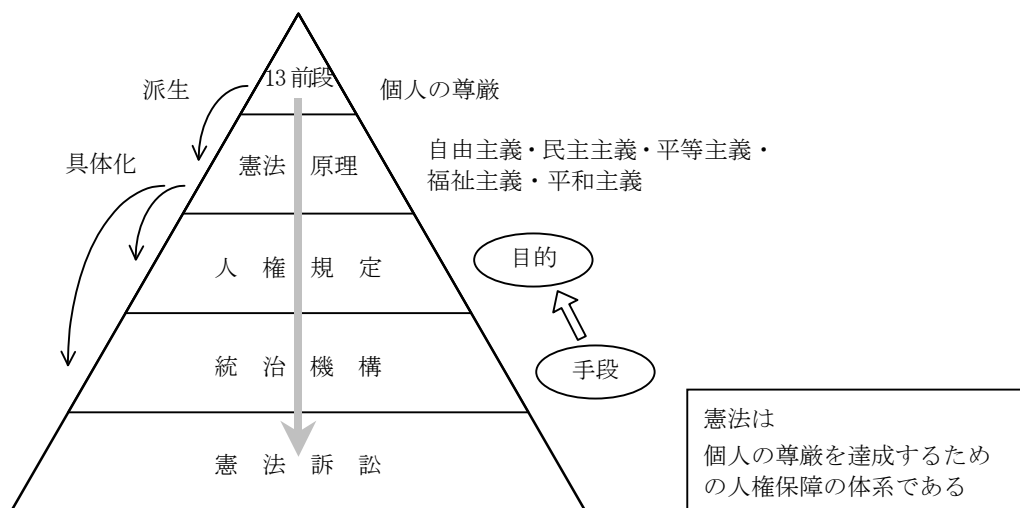 13前段
派生
個人の尊厳
具体化
憲法 原理
自由主義・民主主義・平等主義・
福祉主義・平和主義
人権規定
目的
統治機構
手段
憲法訴訟
憲法は
個人の尊厳を達成するため
の人権保障の体系である